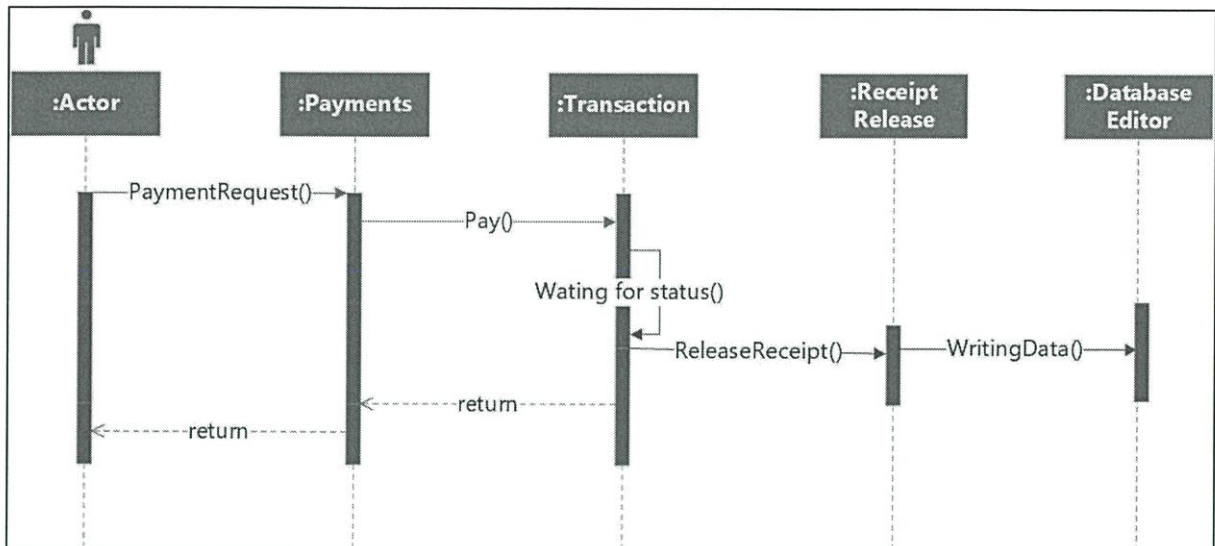 :Actor
:Payments
:Transaction
:Receipt
Release
:Database
Editor
PaymentRequest()
Pay()
Wating for status()
ReleaseReceipt()
WritingData()
return
return